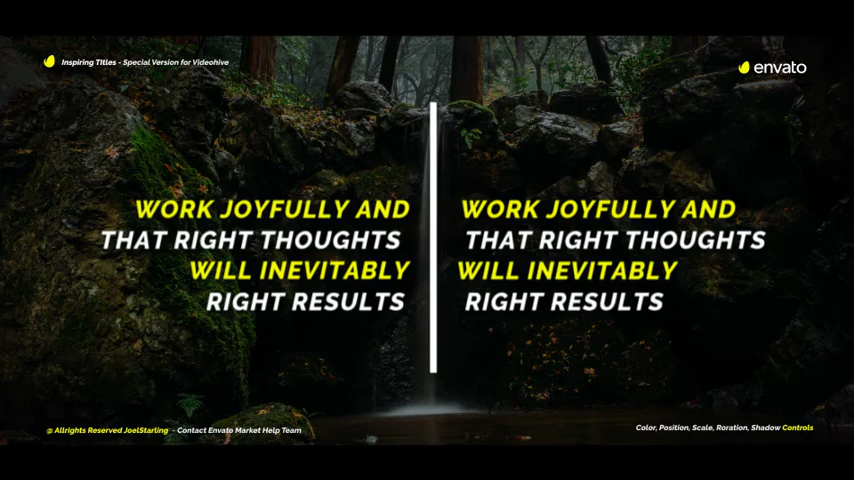 Inspiring Titles - Special Version for Videohive
envato
WORK JOYFULLY AND
THAT RIGHT THOUGHTS
WILL INEVITABLY
RIGHT RESULTS
WORK JOYFULLY AND
THAT RIGHT THOUGHTS
WILL INEVITABLY
RIGHT RESULTS
@ Allrights Reserved JoelStarling - Contact Envato Market Help Team
Color, Position, Scale, Roration, Shadow Controls